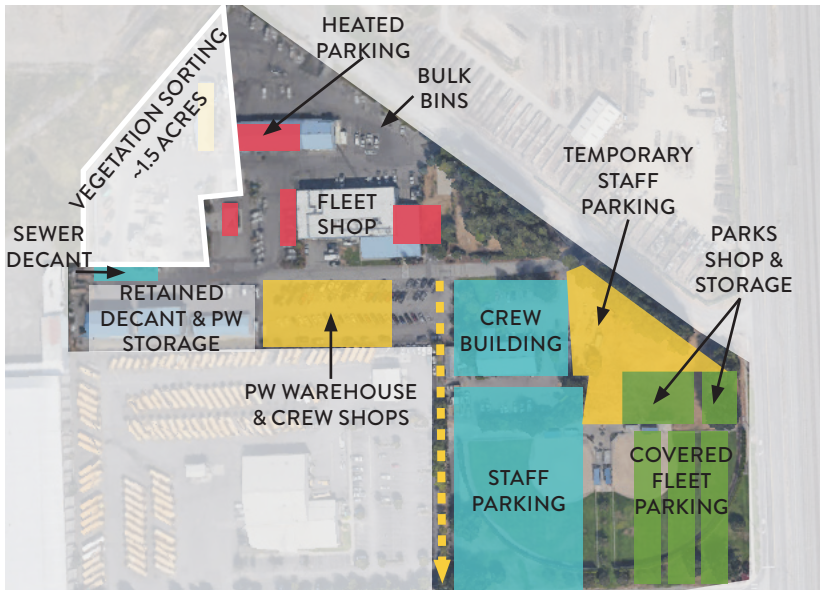 HEATED
PARKING
BULK
BINS
VEGETATION SORTING
~1.5 ACRES
TEMPORARY
STAFF
PARKING
FLEET
SHOP
SEWER
DECANT
PARKS
SHOP &
STORAGE
RETAINED
DECANT & PW
STORAGE
CREW
BUILDING
PW WAREHOUSE
& CREW SHOPS
STAFF
PARKING
COVERED
FLEET
PARKING